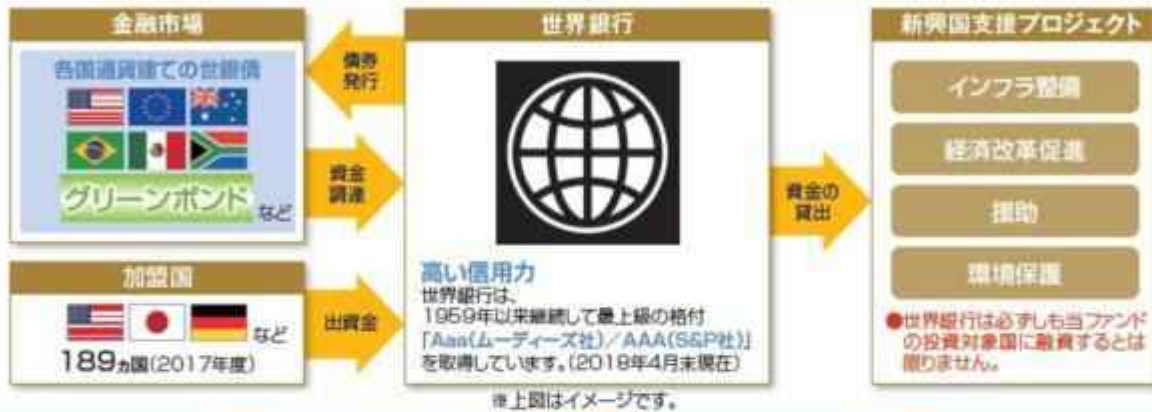 金融市場
各国通貨建ての世銀債
グリーンボンド など
加盟国
など
189ヵ国(2017年度)
債券
発行
資金
調達
出資金
世界銀行
高い信用力
世界銀行は、
1959年以来継続して最上級の格付
「Aaa(ムーディーズ社)/AAA(S&P社)」
を取得しています。(2018年4月末現在)
資金の
貸出
新興国支援プロジェクト
インフラ整備
経済改革促進
援助
環境保護
●世界銀行は必ずしも当ファンド
の投資対象国に融資するとは
限りません。
※上図はイメージです。